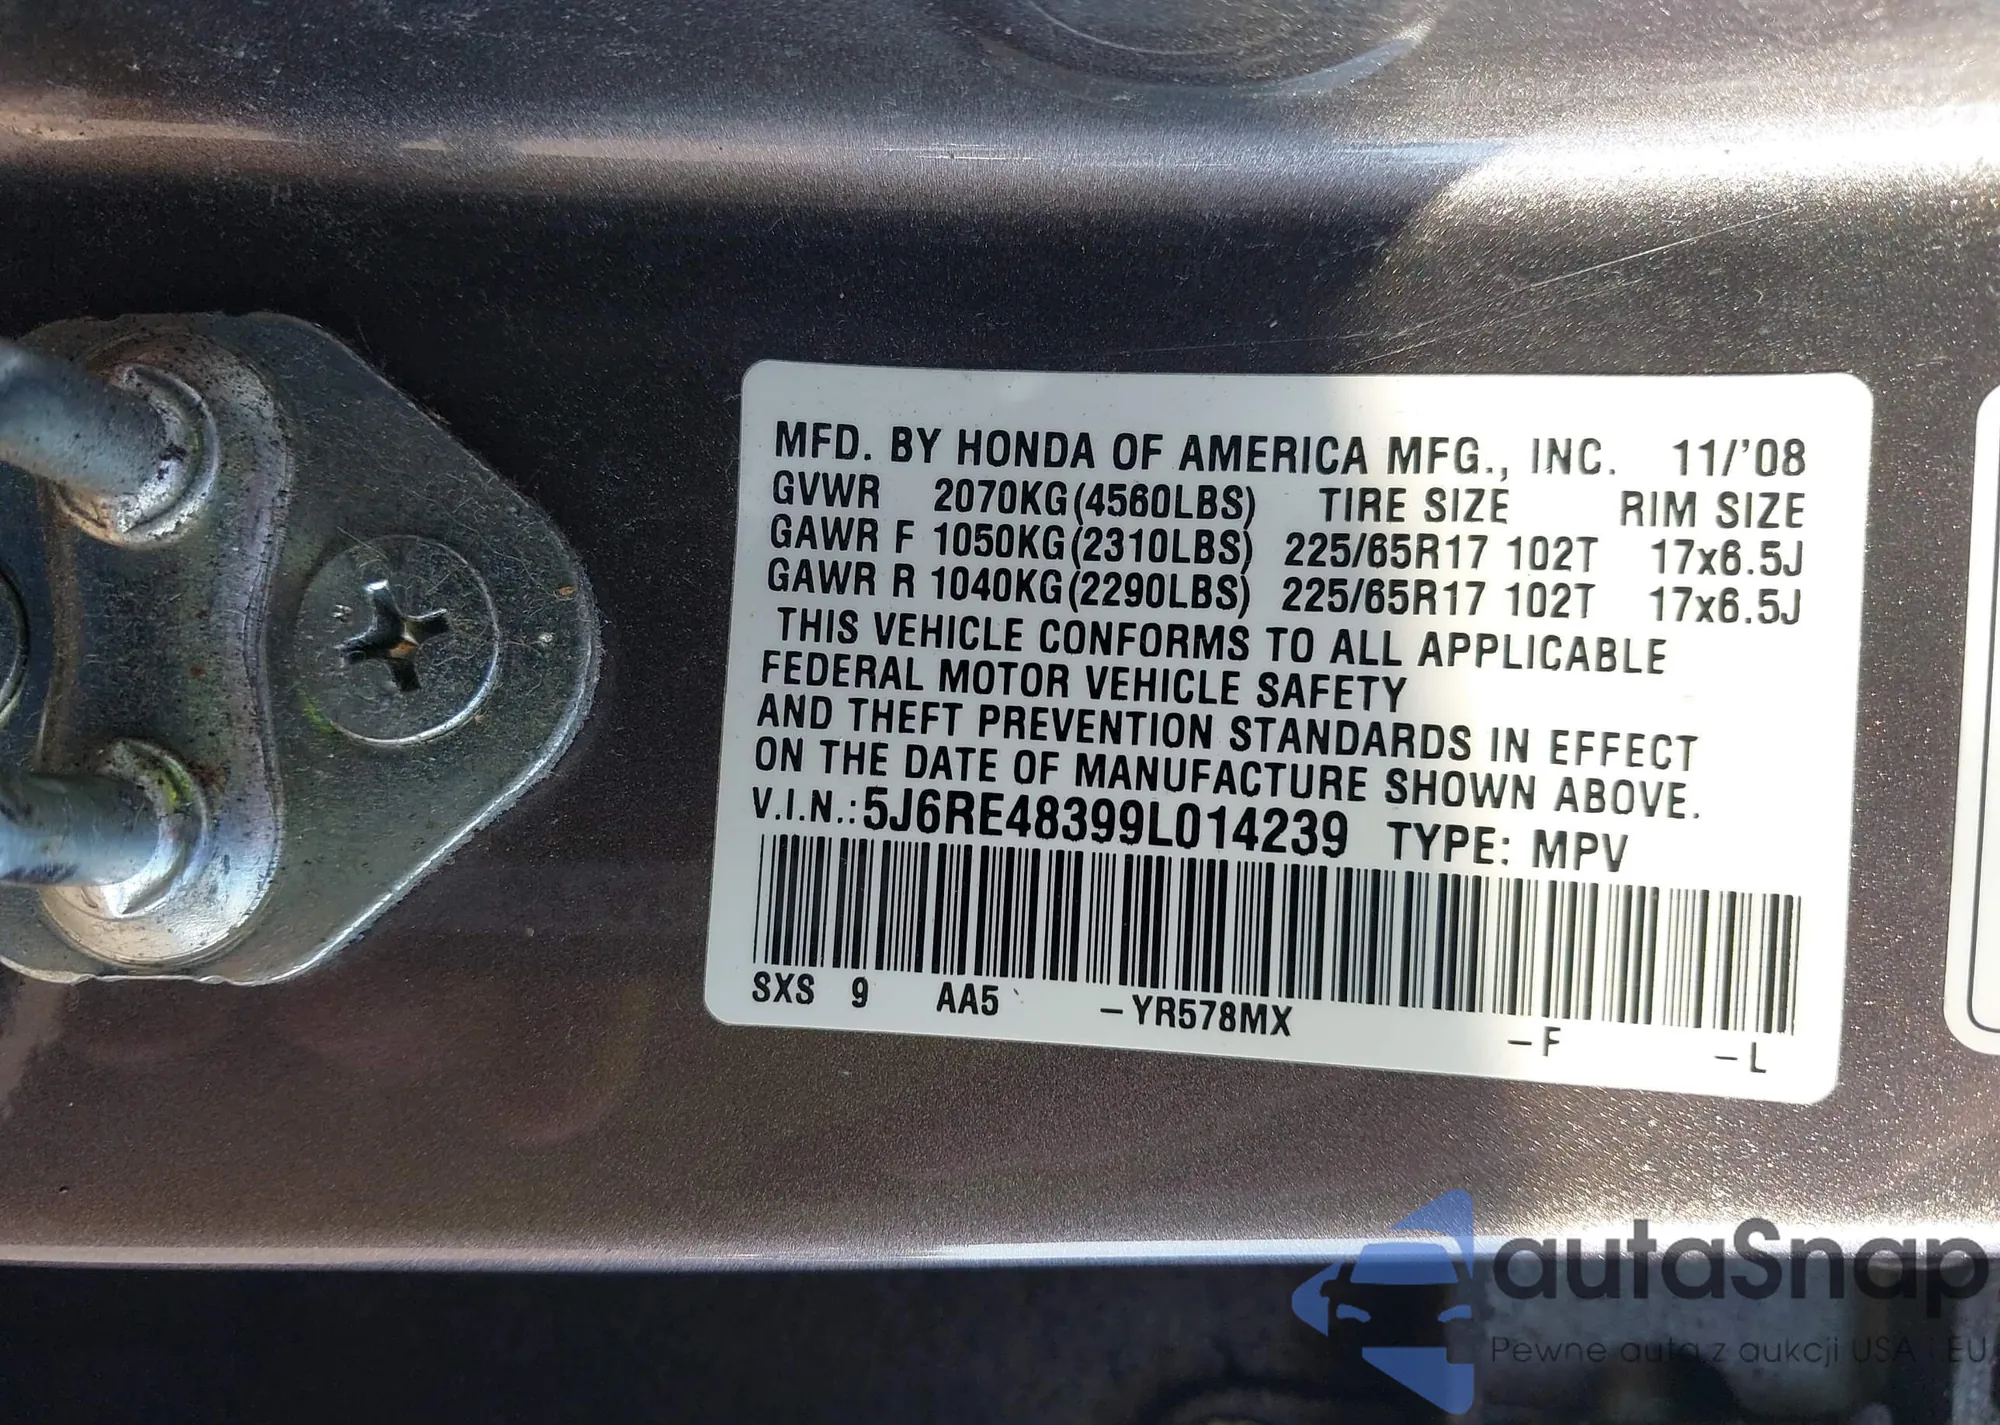 MFD. BY HONDA OF AMERICA MFG., INC. 11/'08
GVWR 2070KG(4560LBS) TIRE SIZE RIM SIZE
GAWR F 1050KG(2310LBS) 225/65R17 102T 17x6.5J
GAWR R 1040KG(2290LBS) 225/65R17 102T 17x6.5J
THIS VEHICLE CONFORMS TO ALL APPLICABLE
FEDERAL MOTOR VEHICLE SAFETY
AND THEFT PREVENTION STANDARDS IN EFFECT
ON THE DATE OF MANUFACTURE SHOWN ABOVE.
V.I.N.: 5J6RE48399L014239 TYPE: MPV
SXS 9 AA5 -YR578MX -F -L
autaSnap.
Pewne auta z aukcji USA i EU